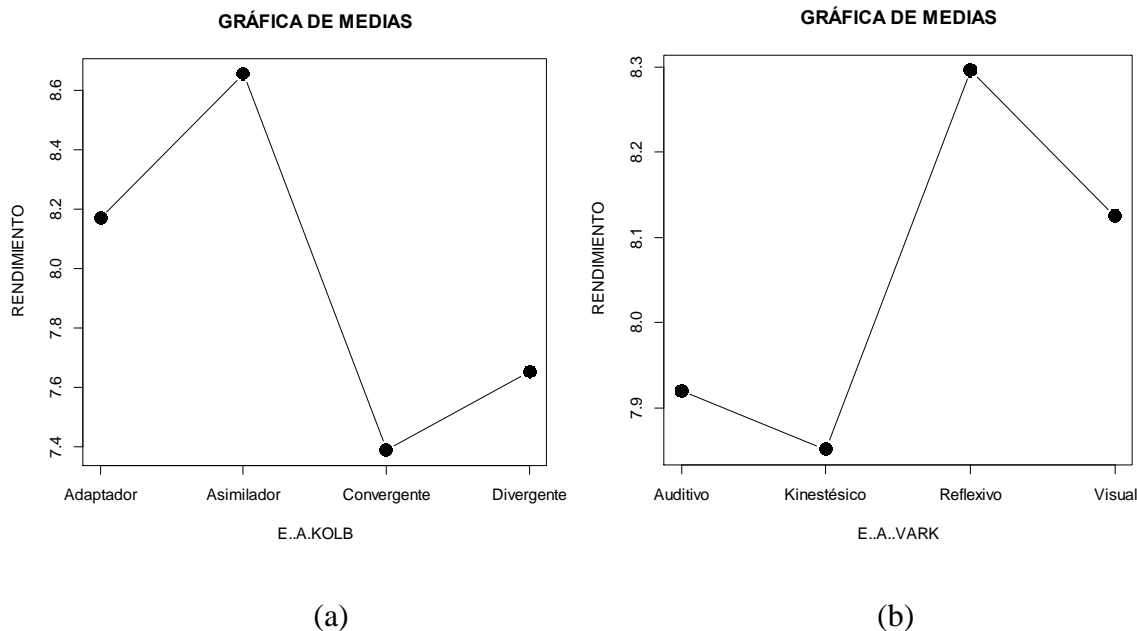 GRÁFICA DE MEDIAS
RENDIMIENTO
8.6
8.4
8.2
8.0
7.8
7.6
7.4
Adaptador Asimilador Convergente Divergente
E..A.KOLB
(a)
GRÁFICA DE MEDIAS
RENDIMIENTO
8.3
8.2
8.1
8.0
7.9
Auditivo Kinestésico Reflexivo Visual
E..A..VARK
(b)